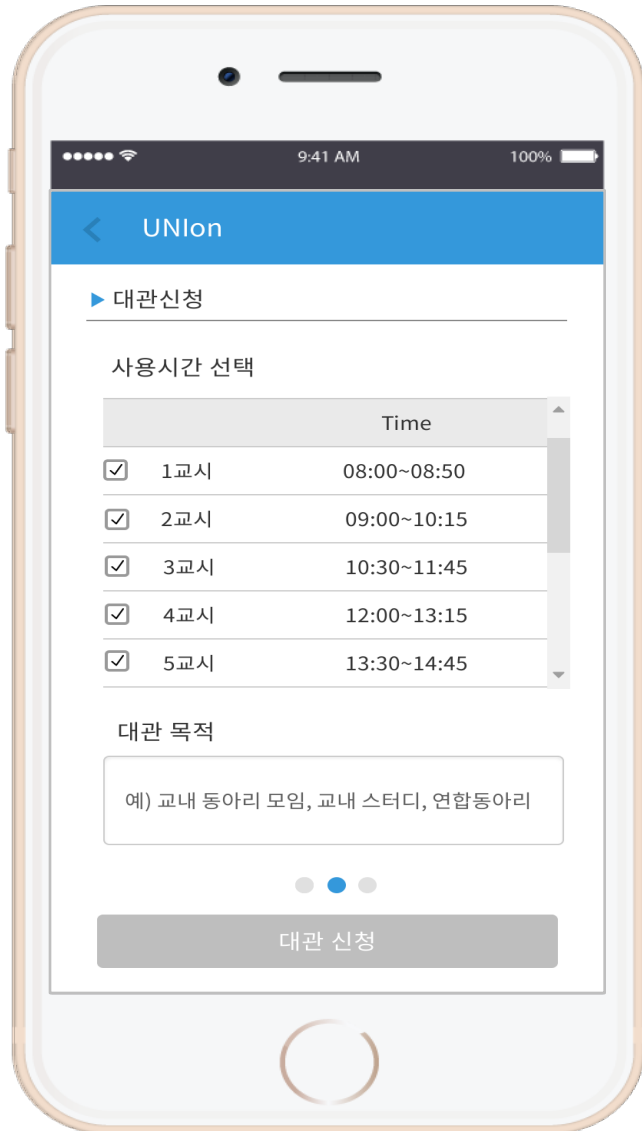 9:41 AM 100%
UNIon
대관신청
사용시간 선택
Time
1교시 08:00~08:50
2교시 09:00~10:15
3교시 10:30~11:45
4교시 12:00~13:15
5교시 13:30~14:45
대관 목적
예) 교내 동아리 모임, 교내 스터디, 연합동아리
대관 신청